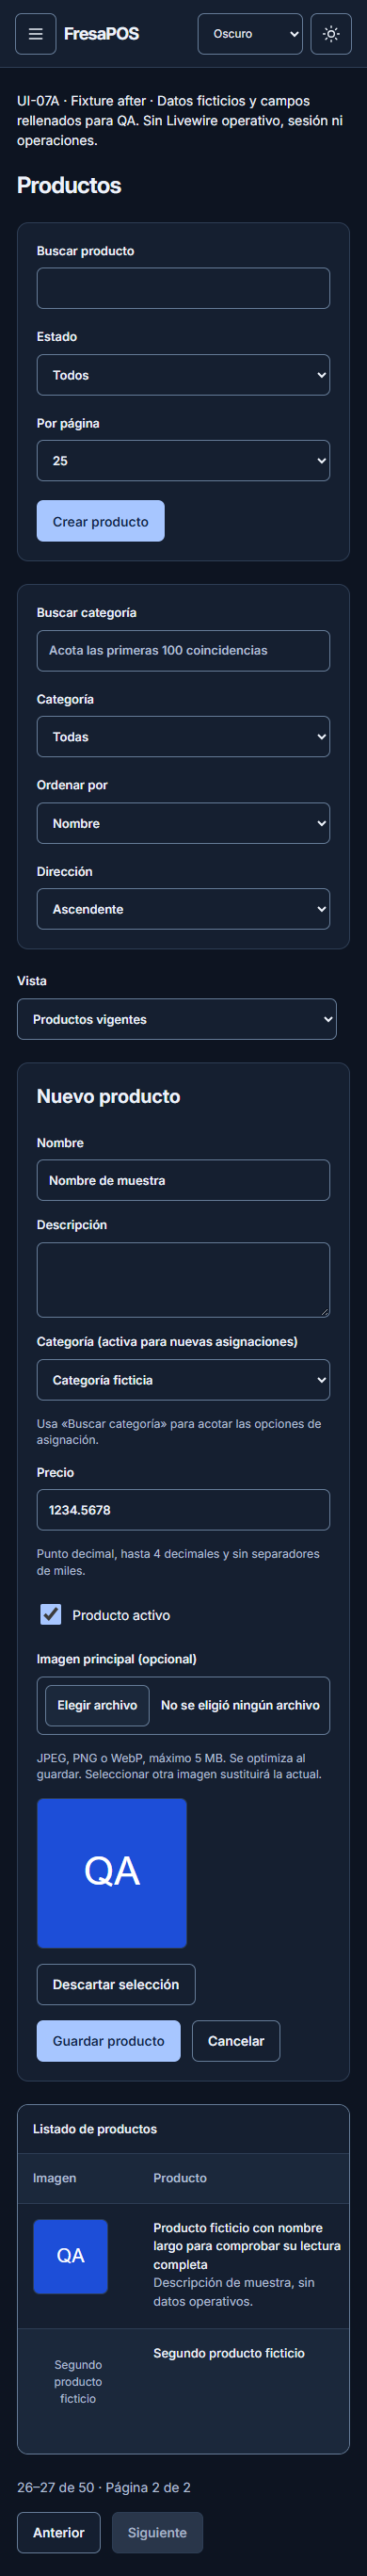 FresaPOS
Oscuro
UI-07A · Fixture after · Datos ficticios y campos
rellenados para QA. Sin Livewire operativo, sesión ni
operaciones.
Productos
Buscar producto
Estado
Todos
Por página
25
Crear producto
Buscar categoría
Acota las primeras 100 coincidencias
Categoría
Todas
Ordenar por
Nombre
Dirección
Ascendente
Vista
Productos vigentes
Nuevo producto
Nombre
Nombre de muestra
Descripción
Categoría (activa para nuevas asignaciones)
Categoría ficticia
Usa «Buscar categoría» para acotar las opciones de
asignación.
Precio
1234.5678
Punto decimal, hasta 4 decimales y sin separadores
de miles.
Producto activo
Imagen principal (opcional)
Elegir archivo No se eligió ningún archivo
JPEG, PNG o WebP, máximo 5 MB. Se optimiza al
guardar. Seleccionar otra imagen sustituirá la actual.
QA
Descartar selección
Guardar producto Cancelar
Listado de productos
Imagen Producto
QA
Producto ficticio con nombre
largo para comprobar su lectura
completa
Descripción de muestra, sin
datos operativos.
Segundo
producto
ficticio
Segundo producto ficticio
26–27 de 50 · Página 2 de 2
Anterior Siguiente